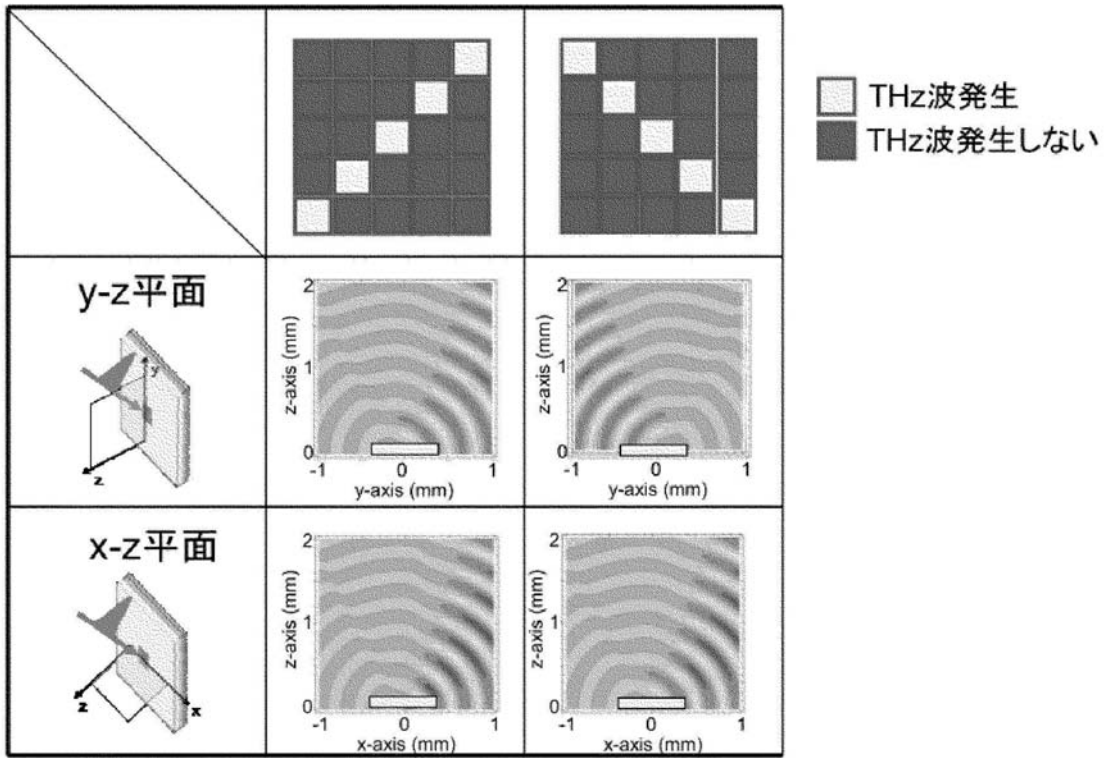 THz波発生
THz波発生しない
y-z平面
y
z
2
1
0
z-axis (mm)
-1 0 1
y-axis (mm)
2
1
0
z-axis (mm)
-1 0 1
y-axis (mm)
x-z平面
z
x
2
1
0
z-axis (mm)
-1 0 1
x-axis (mm)
2
1
0
z-axis (mm)
-1 0 1
x-axis (mm)